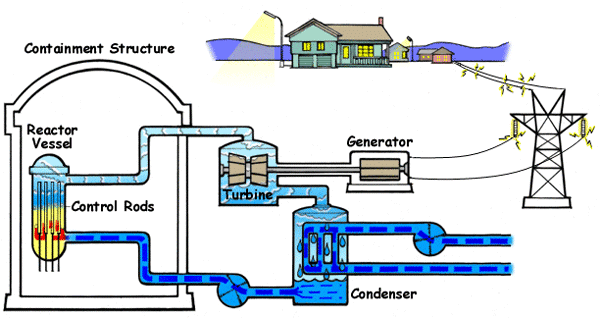 Containment Structure
Reactor
Vessel
Control Rods
Turbine
Generator
Condenser